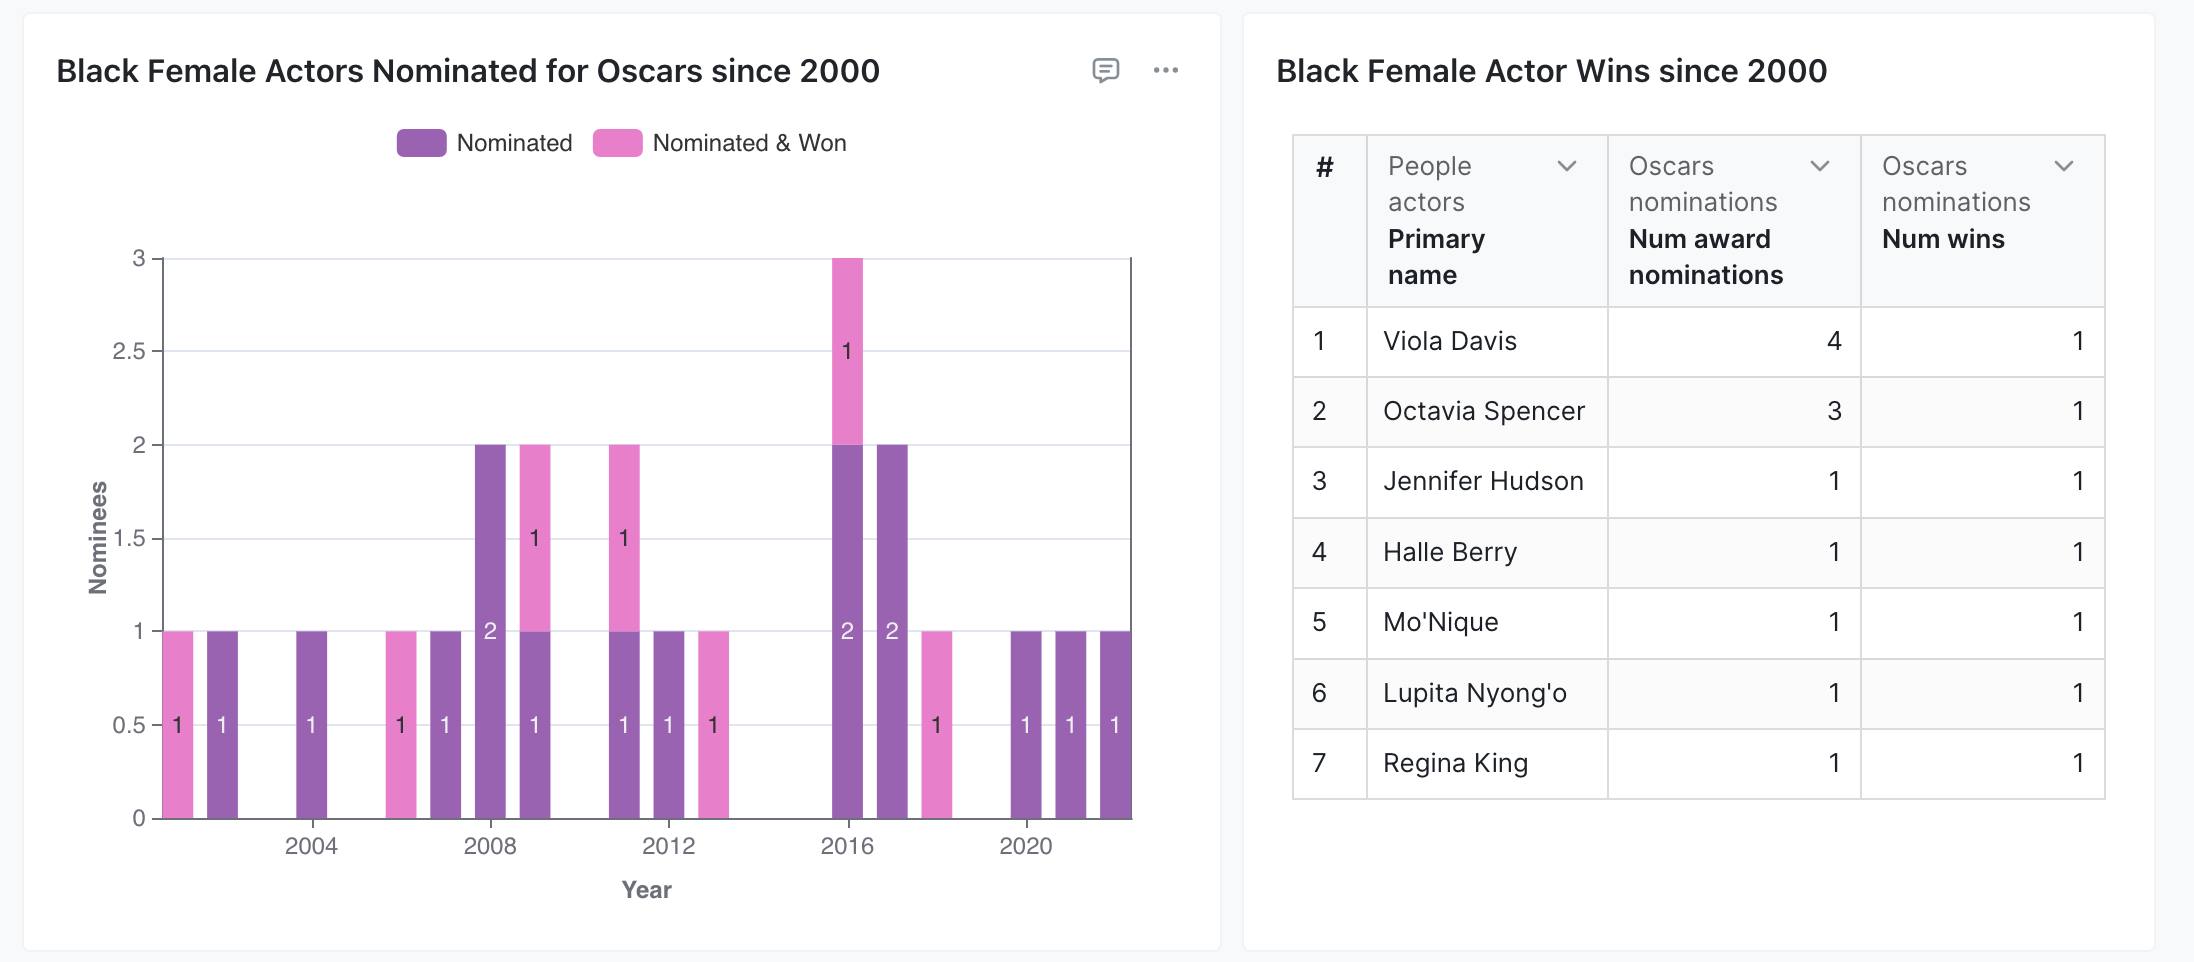 Black Female Actors Nominated for Oscars since 2000
Nominated
Nominated & Won
3
2.5
2
1.5
1
0.5
0
Nominees
1
1
1
1
1
2
1
1
1
1
1
1
1
2
2
1
1
1
1
2004
2008
2012
2016
2020
Year
Black Female Actor Wins since 2000
# People actors Primary name Oscars nominations Num award nominations Oscars nominations Num wins
1 Viola Davis 4 1
2 Octavia Spencer 3 1
3 Jennifer Hudson 1 1
4 Halle Berry 1 1
5 Mo'Nique 1 1
6 Lupita Nyong'o 1 1
7 Regina King 1 1